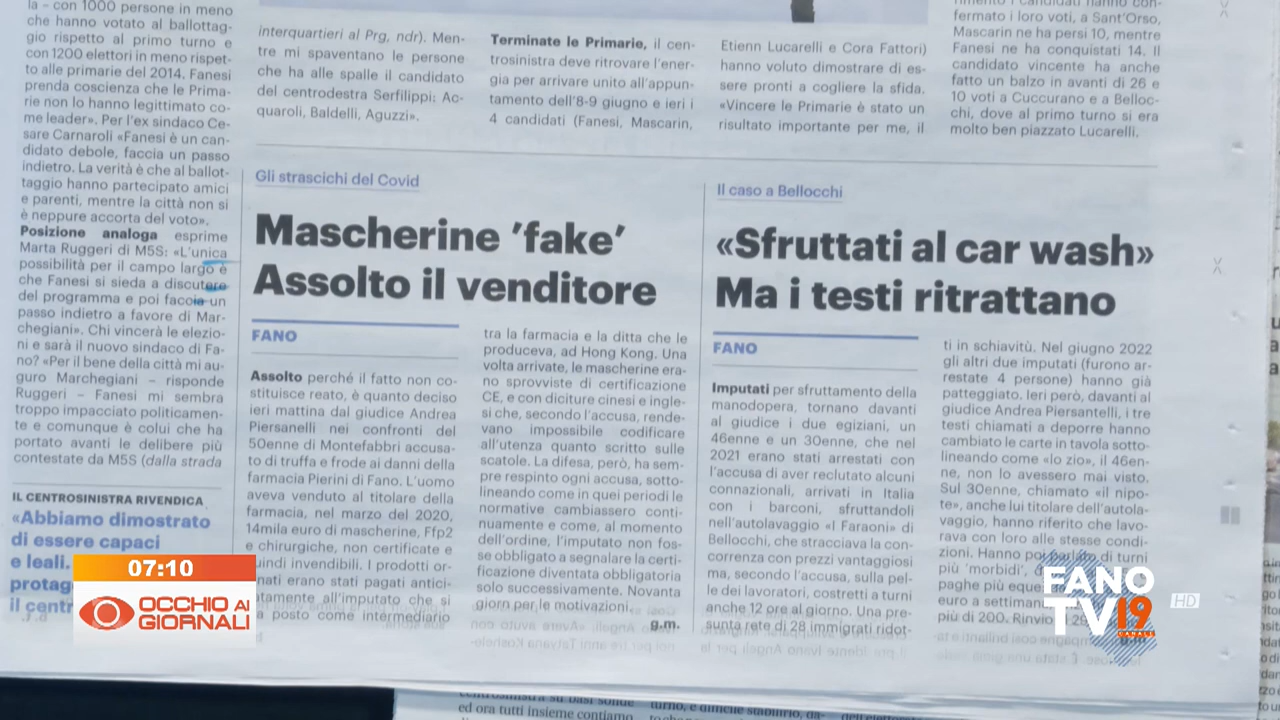 la – con 1000 persone in meno
che hanno votato al ballottag-
gio rispetto al primo turno e
con 1200 elettori in meno rispet-
to alle primarie del 2014. Fanesi
prenda coscienza che le Prima-
rie non lo hanno legittimato co-
me leader». Per l'ex sindaco Ce-
sare Carnaroli «Fanesi è un can-
didato debole, faccia un passo
indietro. La verità è che al ballot-
taggio hanno partecipato amici
e parenti, mentre la città non si
è neppure accorta del voto».
Posizione analoga esprime
Marta Ruggeri di M5S: «L'unica
possibilità per il campo largo è
che Fanesi si sieda a discutere
del programma e poi faccia un
passo indietro a favore di Mar-
chegiani». Chi vincerà le elezio-
ni e sarà il nuovo sindaco di Fa-
no? «Per il bene della città mi au-
guro Marchegiani – risponde
Ruggeri – Fanesi mi sembra
troppo impacciato politicamen-
te e comunque è colui che ha
portato avanti le delibere più
contestate da M5S (dalla strada
IL CENTROSINISTRA RIVENDICA
«Abbiamo dimostrato
di essere capaci
e leali.
protag
il centr
interquartieri al Prg, ndr). Men-
tre mi spaventano le persone
che ha alle spalle il candidato
del centrodestra Serfilippi: Ac-
quaroli, Baldelli, Aguzzi».
Terminate le Primarie, il cen-
trosinistra deve ritrovare l'ener-
gia per arrivare unito all'appun-
tamento dell'8-9 giugno e ieri i
4 candidati (Fanesi, Mascarin,
Etienn Lucarelli e Cora Fattori)
hanno voluto dimostrare di es-
sere pronti a cogliere la sfida.
«Vincere le Primarie è stato un
risultato importante per me, il
fermato i loro voti, a Sant'Orso,
Mascarin ne ha persi 10, mentre
Fanesi ne ha conquistati 14. Il
candidato vincente ha anche
fatto un balzo in avanti di 26 e
10 voti a Cuccurano e a Belloc-
chi, dove al primo turno si era
molto ben piazzato Lucarelli.
Gli strascichi del Covid
Mascherine 'fake'
Assolto il venditore
FANO
Assolto perché il fatto non co-
stituisce reato, è quanto deciso
ieri mattina dal giudice Andrea
Piersanelli nei confronti del
50enne di Montefabbri accusa-
to di truffa e frode ai danni della
farmacia Pierini di Fano. L'uomo
aveva venduto al titolare della
farmacia, nel marzo del 2020,
14mila euro di mascherine, Ffp2
e chirurgiche, non certificate e
quindi invendibili. I prodotti or-
nati erano stati pagati antici-
tamente all'imputato che si
a posto come intermediario
tra la farmacia e la ditta che le
produceva, ad Hong Kong. Una
volta arrivate, le mascherine era-
no sprovviste di certificazione
CE, e con diciture cinesi e ingle-
si che, secondo l'accusa, rende-
vano impossibile codificare
all'utenza quanto scritto sulle
scatole. La difesa, però, ha sem-
pre respinto ogni accusa, sotto-
lineando come in quei periodi le
normative cambiassero conti-
nuamente e come, al momento
dell'ordine, l'imputato non fos-
se obbligato a segnalare la certi-
ficazione diventata obbligatoria
solo successivamente. Novanta
giorn per le motivazioni.
g.m.
Il caso a Bellocchi
«Sfruttati al car wash»
Ma i testi ritrattano
FANO
Imputati per sfruttamento della
manodopera, tornano davanti
al giudice i due egiziani, un
46enne e un 30enne, che nel
2021 erano stati arrestati con
l'accusa di aver reclutato alcuni
connazionali, arrivati in Italia
con i barconi, sfruttandoli
nell'autolavaggio «I Faraoni» di
Bellocchi, che stracciava la con-
correnza con prezzi vantaggiosi
ma, secondo l'accusa, sulla pel-
le dei lavoratori, costretti a turni
anche 12 ore al giorno. Una pre-
sunta rete di 28 immigrati ridot-
ti in schiavitù. Nel giugno 2022
gli altri due imputati (furono ar-
restate 4 persone) hanno già
patteggiato. Ieri però, davanti al
giudice Andrea Piersantelli, i tre
testi chiamati a deporre hanno
cambiato le carte in tavola sotto-
lineando come «lo zio», il 46en-
ne, non lo avessero mai visto.
Sul 30enne, chiamato «il nipo-
te», anche lui titolare dell'autola-
vaggio, hanno riferito che lavo-
rava con loro alle stesse condi-
zioni. Hanno poi di turni
più 'morbidi',
paghe più eque
euro a settiman
più di 200. Rinvio
07:10
OCCHIO AI
GIORNALI
FANO
TV19
CANALE
HD